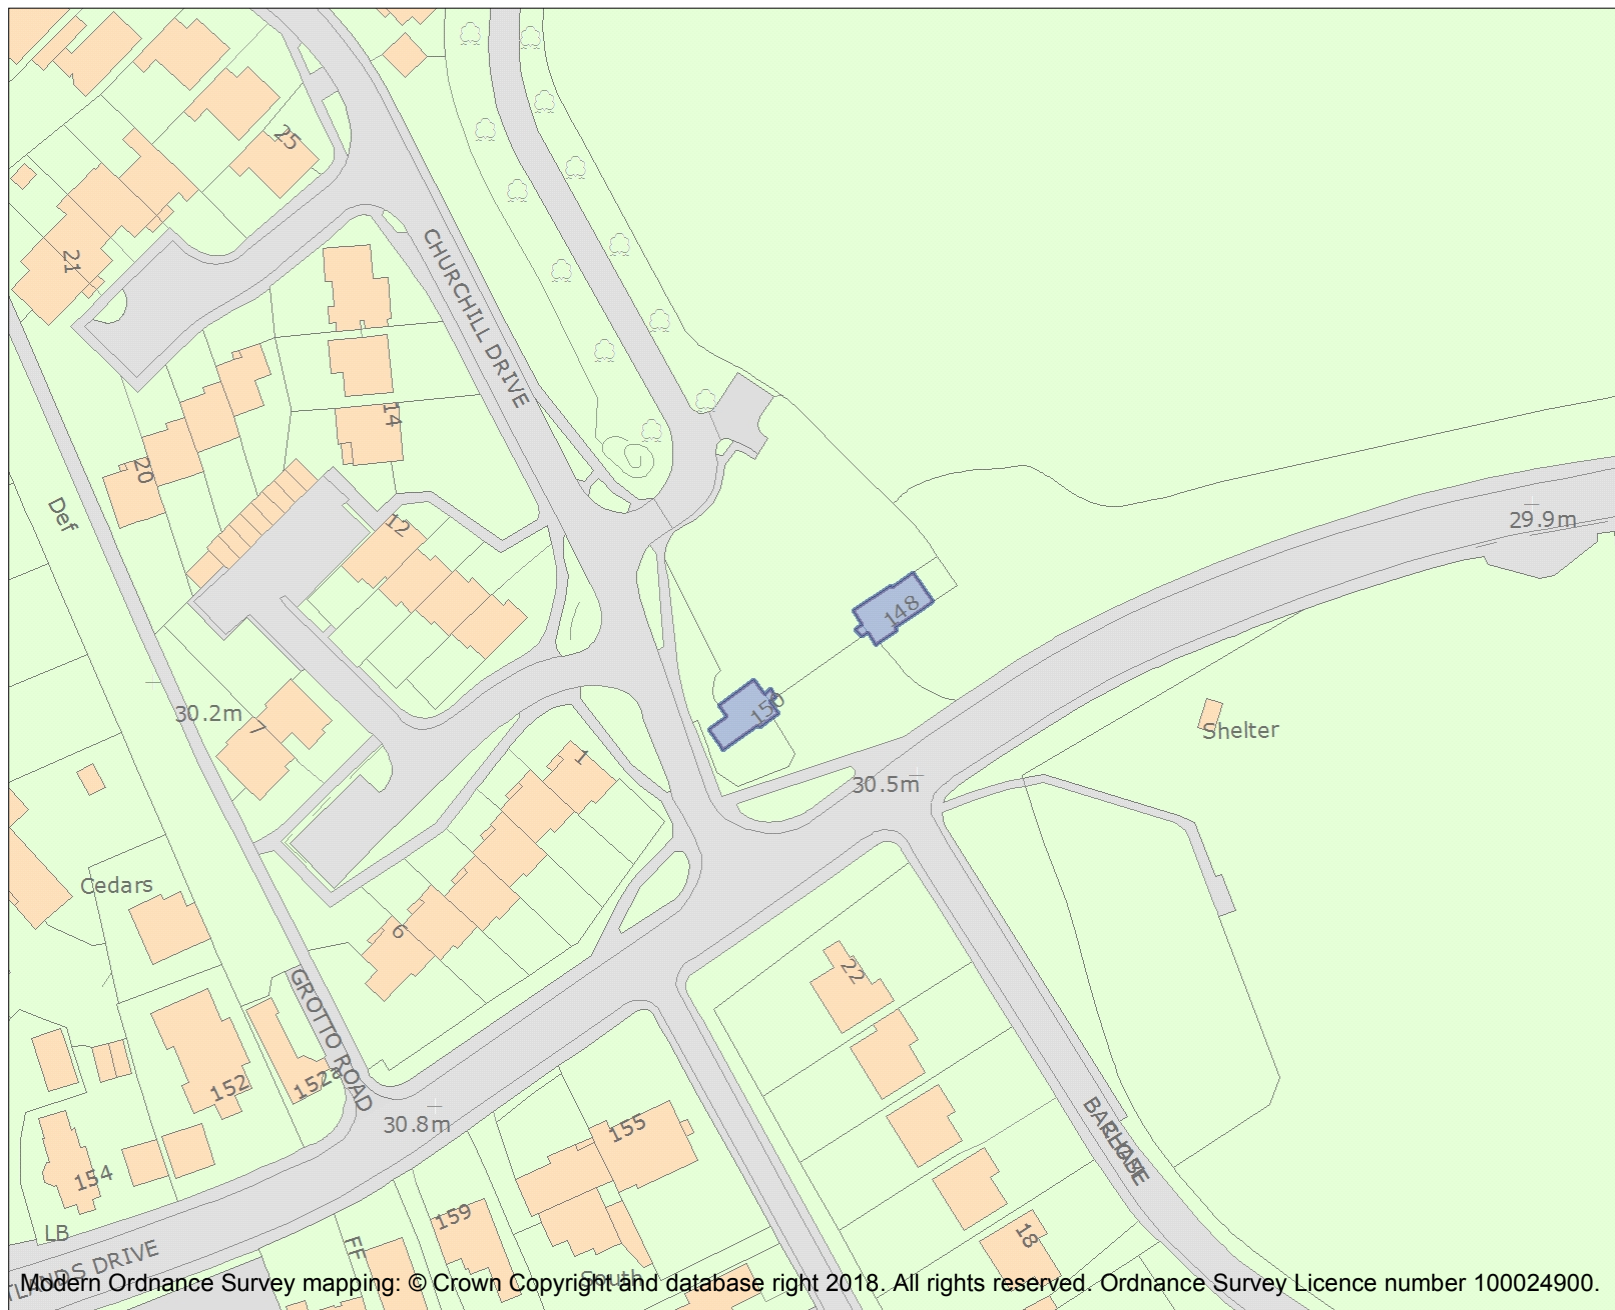 25
21
CHURCHILL DRIVE
14
20
Def
12
29.9m
148
150
30.2m
7
Shelter
1
30.5m
Cedars
6
22
GROTTO ROAD
152
152a
30.8m
155
154
159
18
LB
FF
South
DRIVE
Modern Ordnance Survey mapping: © Crown Copyright and database right 2018. All rights reserved. Ordnance Survey Licence number 100024900.